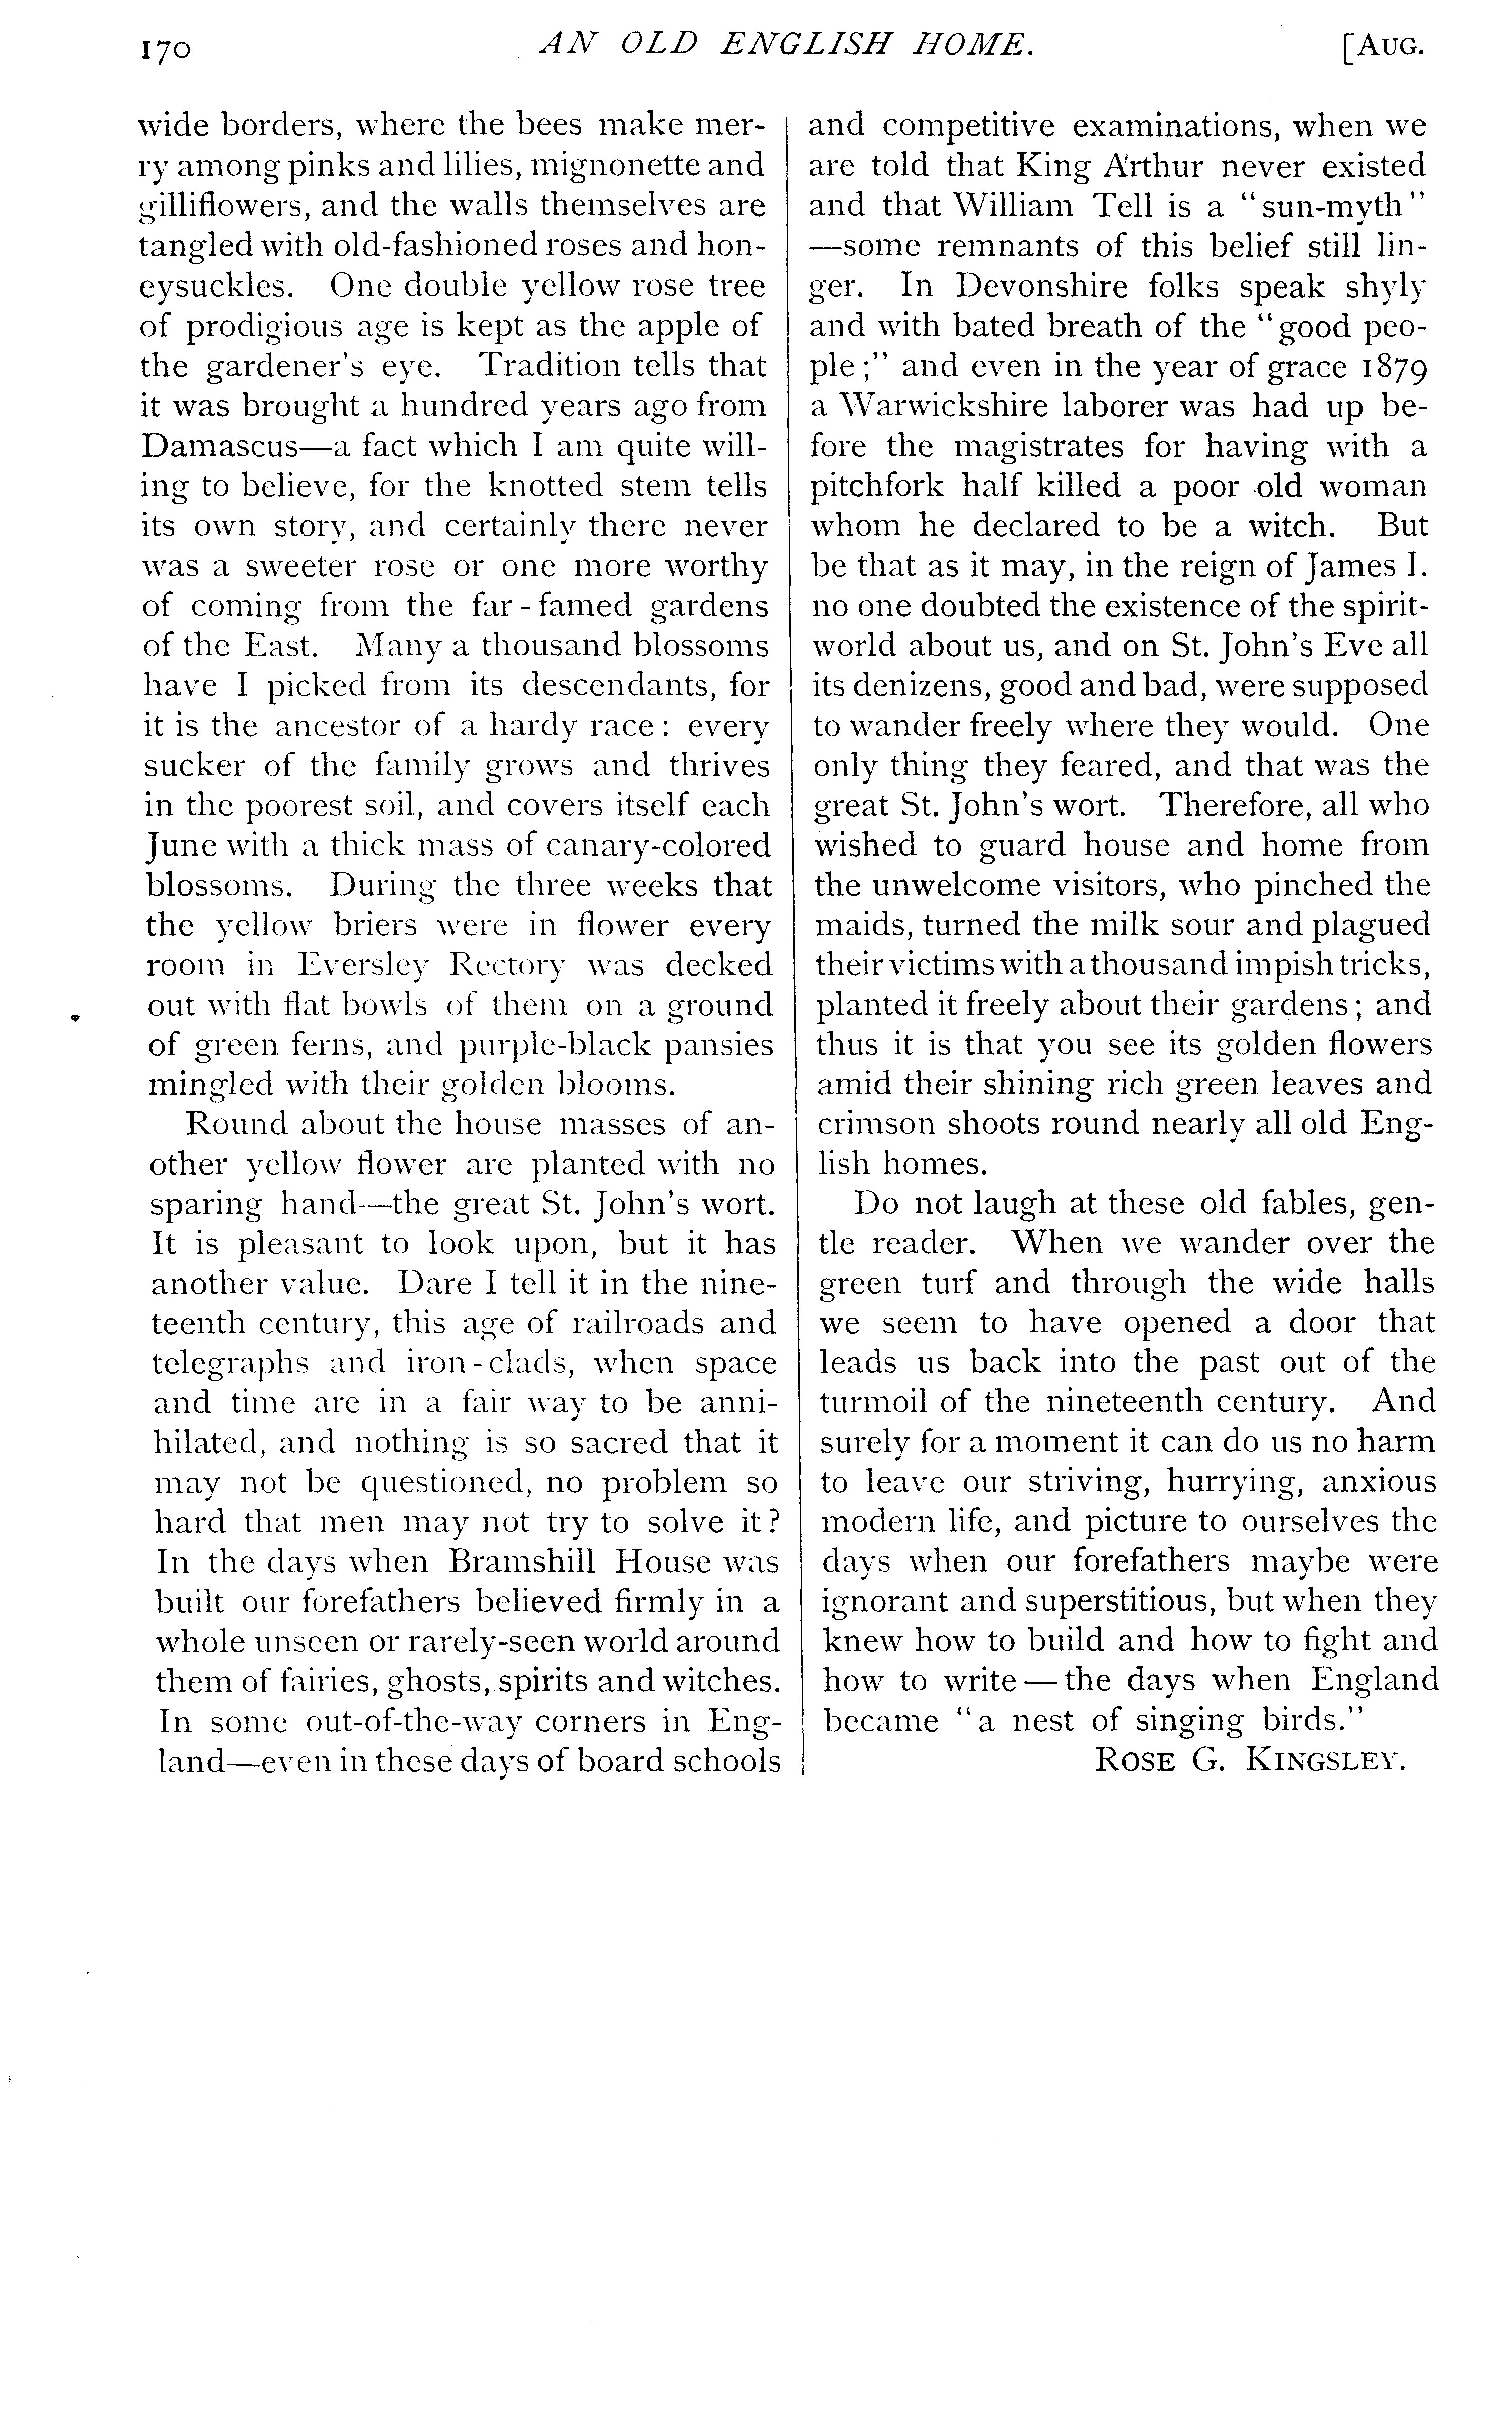 170
AN OLD ENGLISH HOME.
[AUG.
wide borders, where the bees make mer-
ry among pinks and lilies, mignonette and
gilliflowers, and the walls themselves are
tangled with old-fashioned roses and hon-
eysuckles. One double yellow rose tree
of prodigious age is kept as the apple of
the gardener's eye. Tradition tells that
it was brought a hundred years ago from
Damascus—a fact which I am quite will-
ing to believe, for the knotted stem tells
its own story, and certainly there never
was a sweeter rose or one more worthy
of coming from the far-famed gardens
of the East. Many a thousand blossoms
have I picked from its descendants, for
it is the ancestor of a hardy race: every
sucker of the family grows and thrives
in the poorest soil, and covers itself each
June with a thick mass of canary-colored
blossoms. During the three weeks that
the yellow briers were in flower every
room in Eversley Rectory was decked
out with flat bowls of them on a ground
of green ferns, and purple-black pansies
mingled with their golden blooms.
Round about the house masses of an-
other yellow flower are planted with no
sparing hand—the great St. John's wort.
It is pleasant to look upon, but it has
another value. Dare I tell it in the nine-
teenth century, this age of railroads and
telegraphs and iron-clads, when space
and time are in a fair way to be anni-
hilated, and nothing is so sacred that it
may not be questioned, no problem so
hard that men may not try to solve it?
In the days when Bramshill House was
built our forefathers believed firmly in a
whole unseen or rarely-seen world around
them of fairies, ghosts, spirits and witches.
In some out-of-the-way corners in Eng-
land—even in these days of board schools
and competitive examinations, when we
are told that King Arthur never existed
and that William Tell is a "sun-myth"
—some remnants of this belief still lin-
ger. In Devonshire folks speak shyly
and with bated breath of the "good peo-
ple;" and even in the year of grace 1879
a Warwickshire laborer was had up be-
fore the magistrates for having with a
pitchfork half killed a poor old woman
whom he declared to be a witch. But
be that as it may, in the reign of James I.
no one doubted the existence of the spirit-
world about us, and on St. John's Eve all
its denizens, good and bad, were supposed
to wander freely where they would. One
only thing they feared, and that was the
great St. John's wort. Therefore, all who
wished to guard house and home from
the unwelcome visitors, who pinched the
maids, turned the milk sour and plagued
their victims with a thousand impish tricks,
planted it freely about their gardens; and
thus it is that you see its golden flowers
amid their shining rich green leaves and
crimson shoots round nearly all old Eng-
lish homes.
Do not laugh at these old fables, gen-
tle reader. When we wander over the
green turf and through the wide halls
we seem to have opened a door that
leads us back into the past out of the
turmoil of the nineteenth century. And
surely for a moment it can do us no harm
to leave our striving, hurrying, anxious
modern life, and picture to ourselves the
days when our forefathers maybe were
ignorant and superstitious, but when they
knew how to build and how to fight and
how to write—the days when England
became "a nest of singing birds."
ROSE G. KINGSLEY.